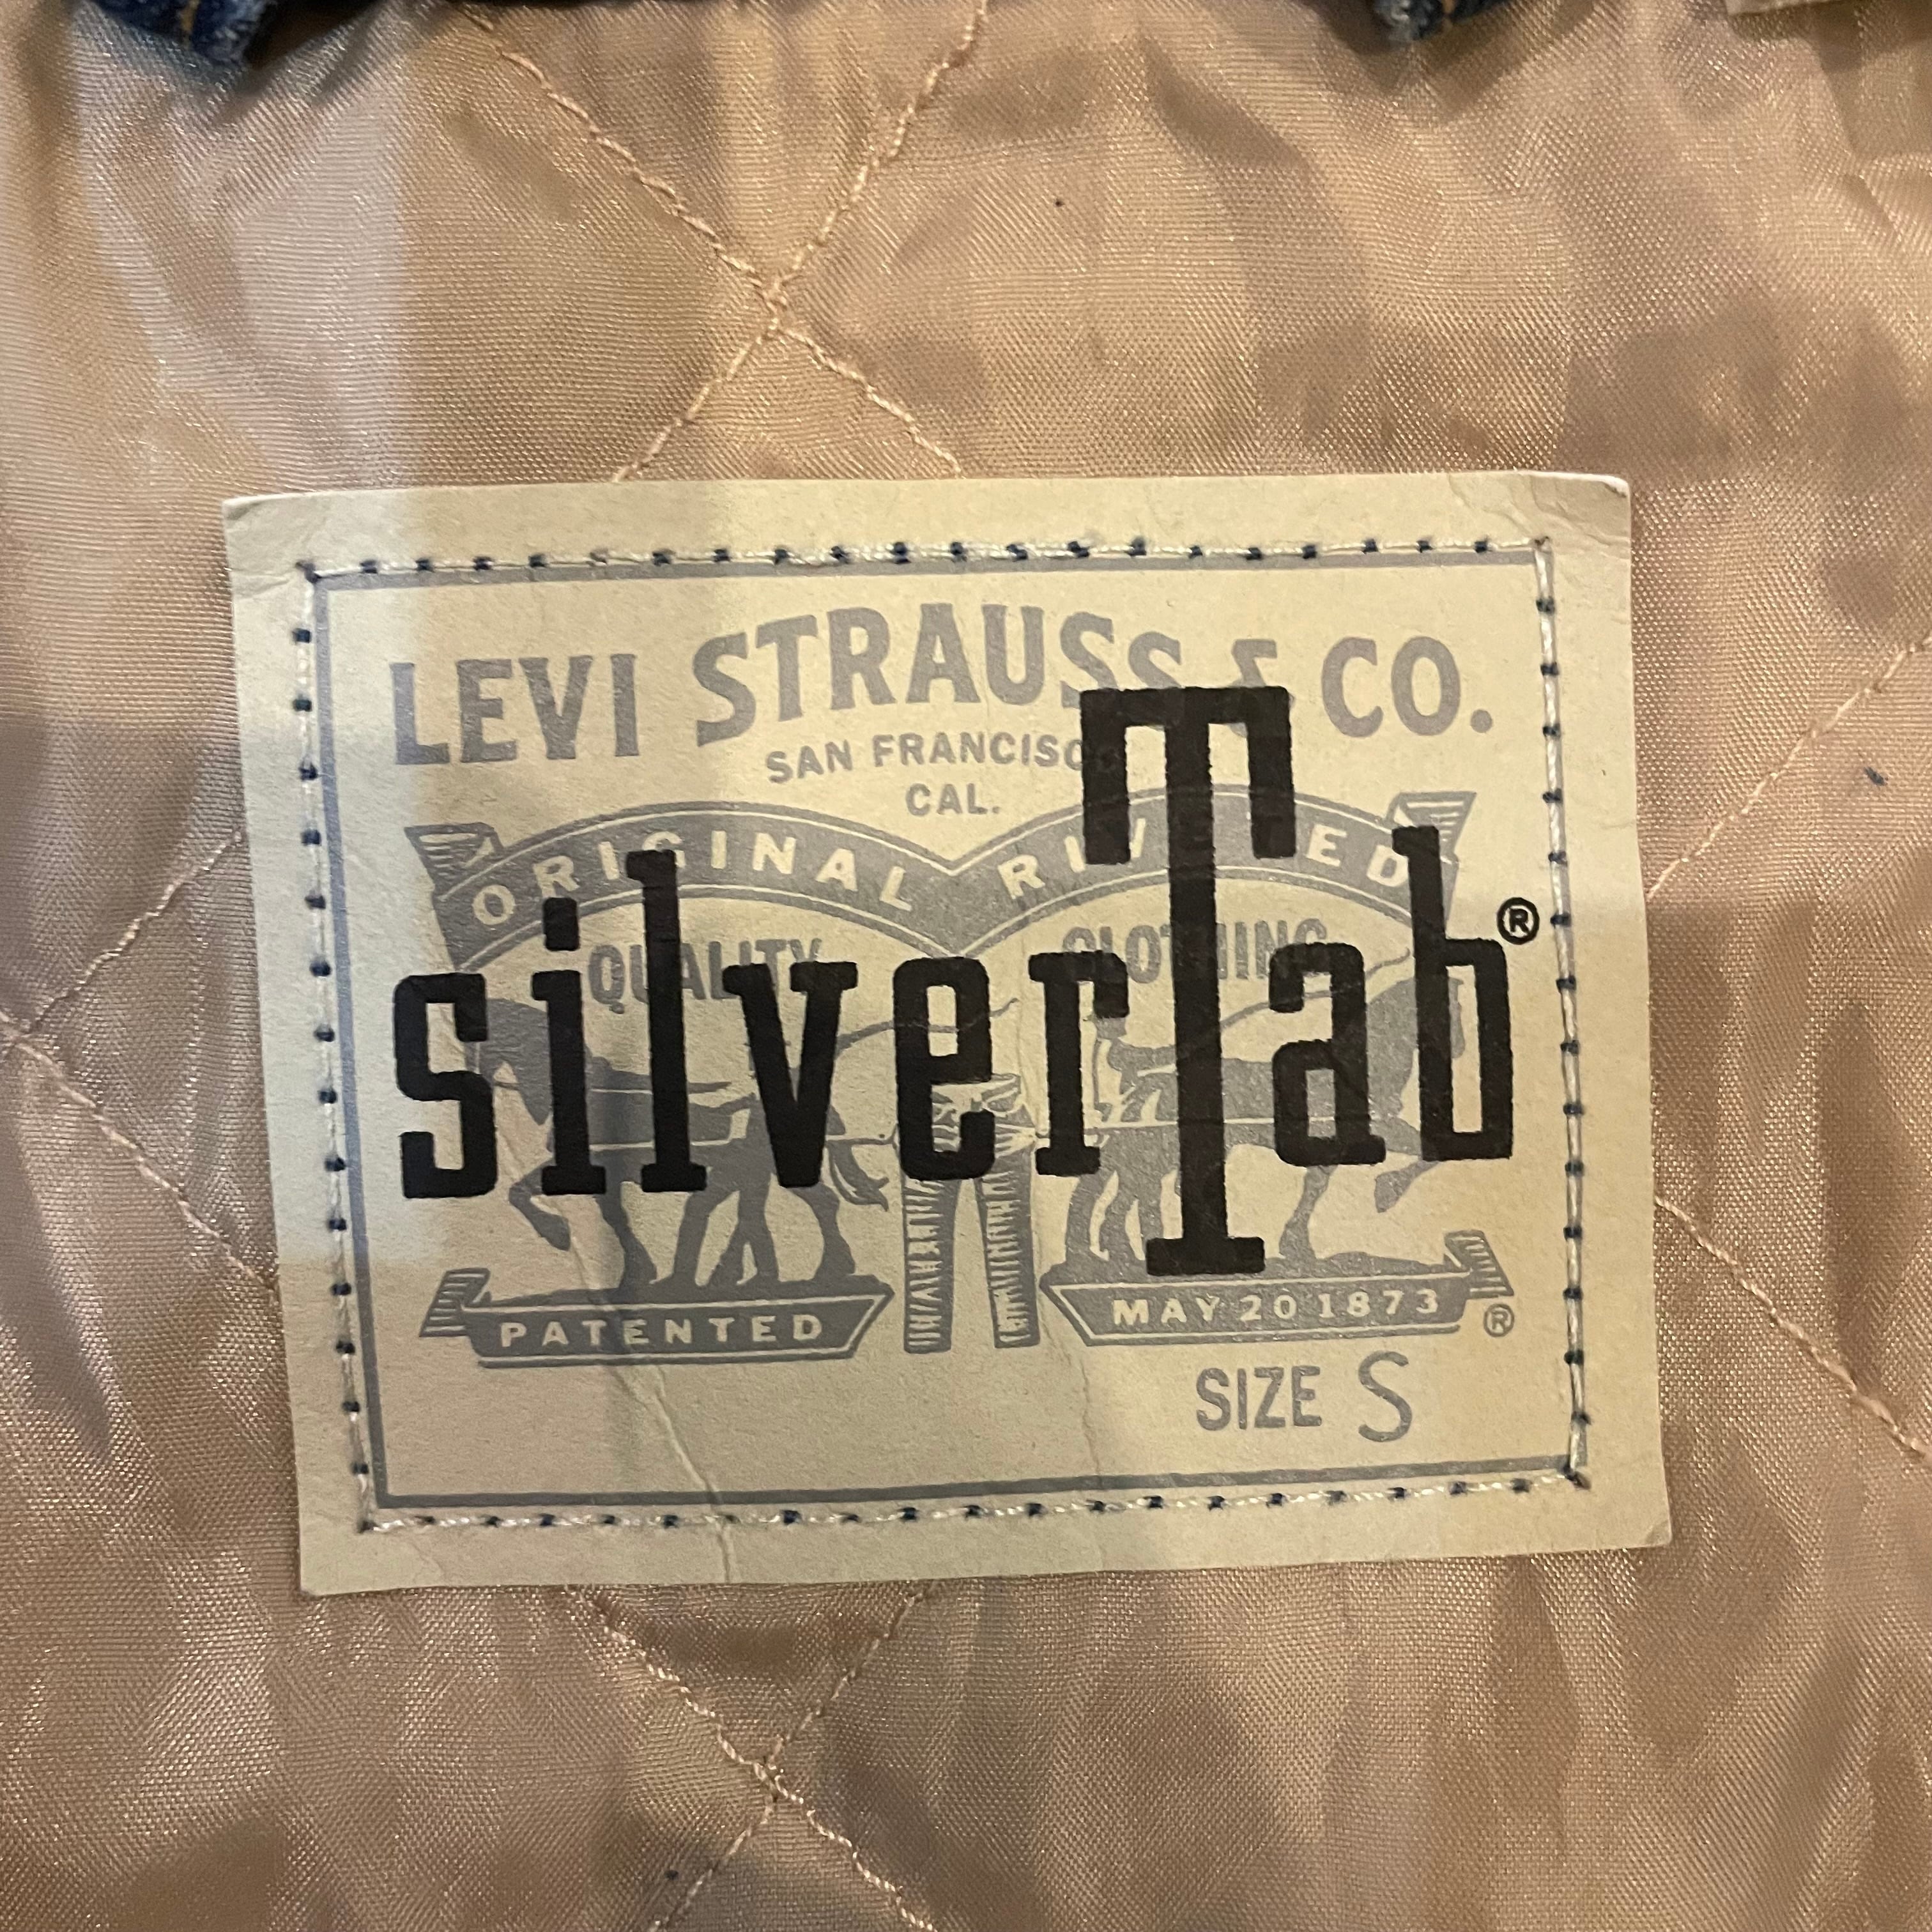 LEVI STRAUSS & CO.
SAN FRANCISCO
CAL.
ORIGINAL RIVETED
QUALITY CLOTHING
silverTab®
PATENTED MAY 20 1873 ®
SIZE S